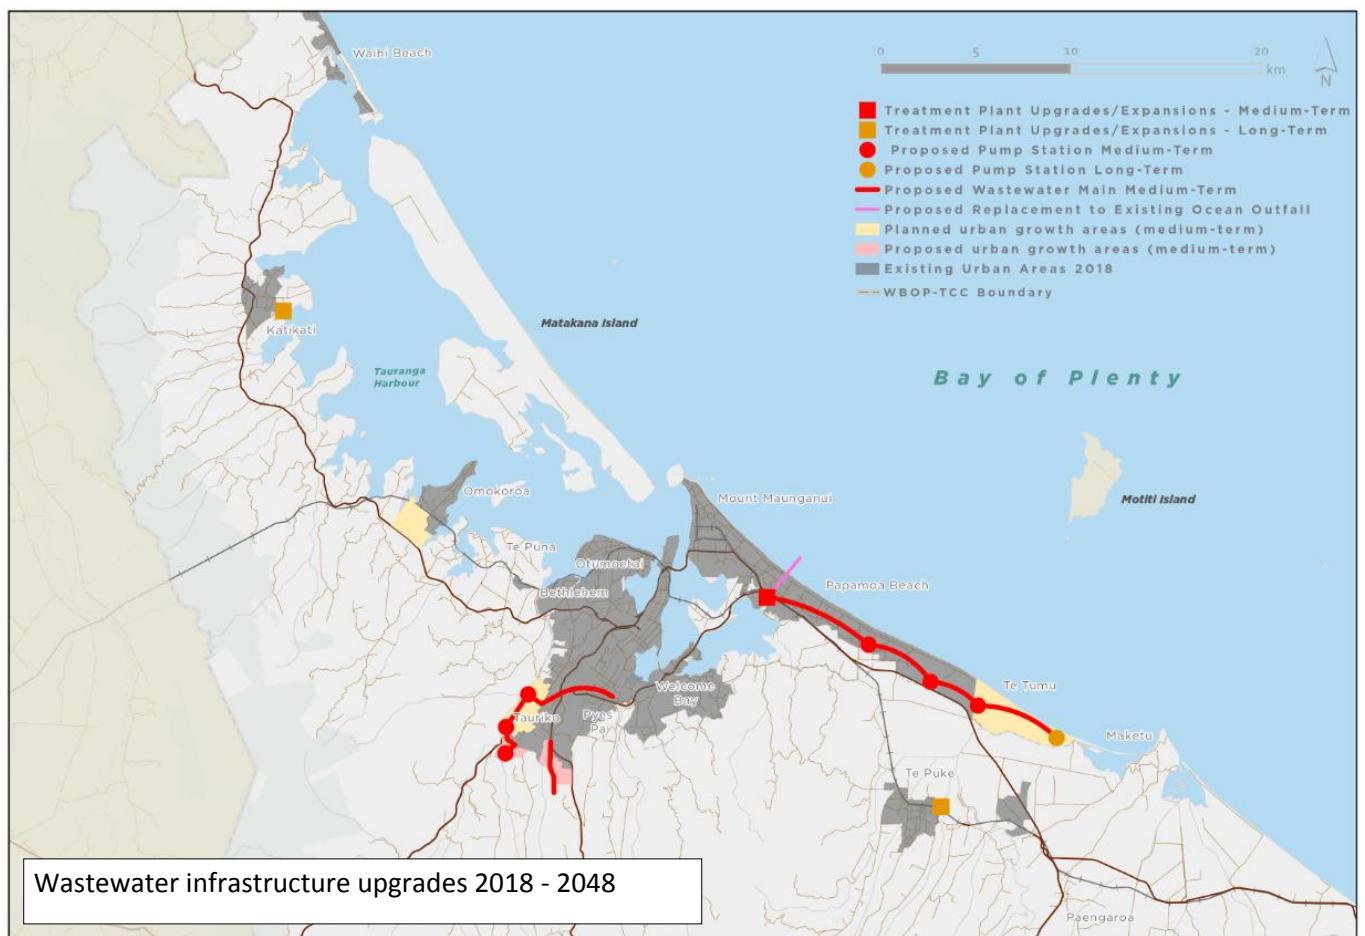 Waihi Beach
0 5 10 20
km
N
Treatment Plant Upgrades/Expansions - Medium-Term
Treatment Plant Upgrades/Expansions - Long-Term
Proposed Pump Station Medium-Term
Proposed Pump Station Long-Term
Proposed Wastewater Main Medium-Term
Proposed Replacement to Existing Ocean Outfall
Planned urban growth areas (medium-term)
Proposed urban growth areas (medium-term)
Existing Urban Areas 2018
WBOP-TCC Boundary
Katikati
Matakana Island
Tauranga
Harbour
Bay of Plenty
Omokoroa
Mount Maunganui
Motiti Island
Te Puna
Otumoetai
Bethlehem
Papamoa Beach
Welcome
Bay
Te Tumu
Tauriko
Pyes
Pa
Maketu
Te Puke
Wastewater infrastructure upgrades 2018 - 2048
Paengaroa